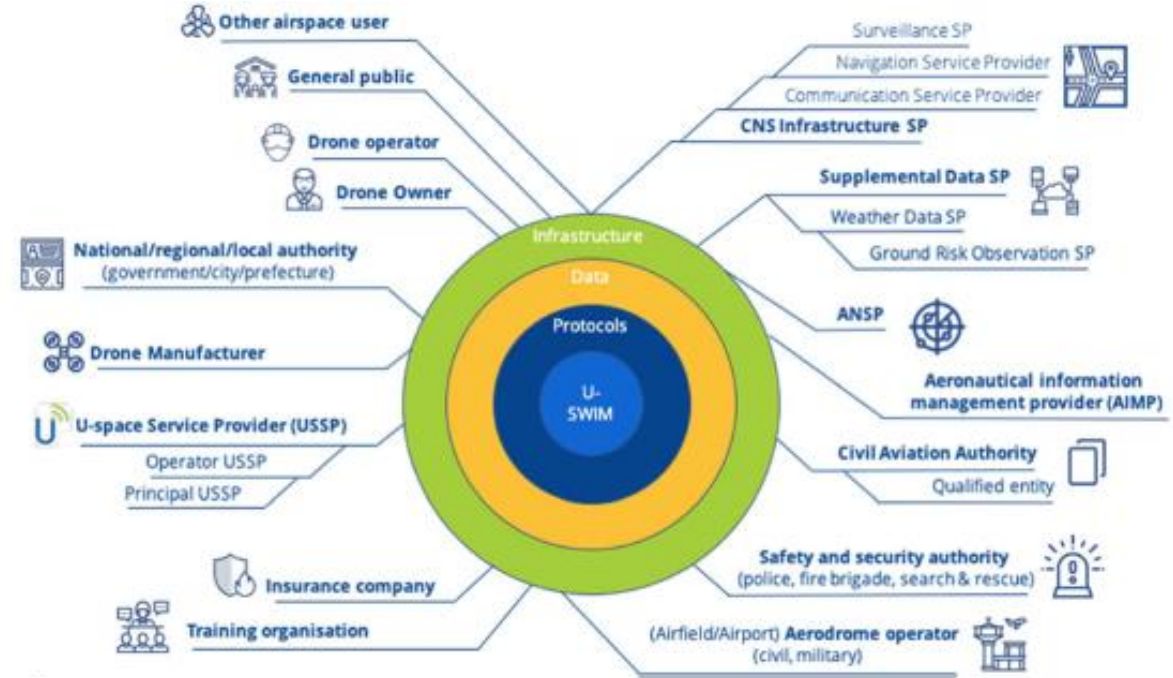 Other airspace user
General public
Drone operator
Drone Owner
National/regional/local authority
(government/city/prefecture)
Drone Manufacturer
U-space Service Provider (USSP)
Operator USSP
Principal USSP
Insurance company
Training organisation
Infrastructure
Data
Protocols
U-
SWIM
Surveillance SP
Navigation Service Provider
Communication Service Provider
CNS Infrastructure SP
Supplemental Data SP
Weather Data SP
Ground Risk Observation SP
ANSP
Aeronautical information
management provider (AIMP)
Civil Aviation Authority
Qualified entity
Safety and security authority
(police, fire brigade, search & rescue)
(Airfield/Airport) Aerodrome operator
(civil, military)